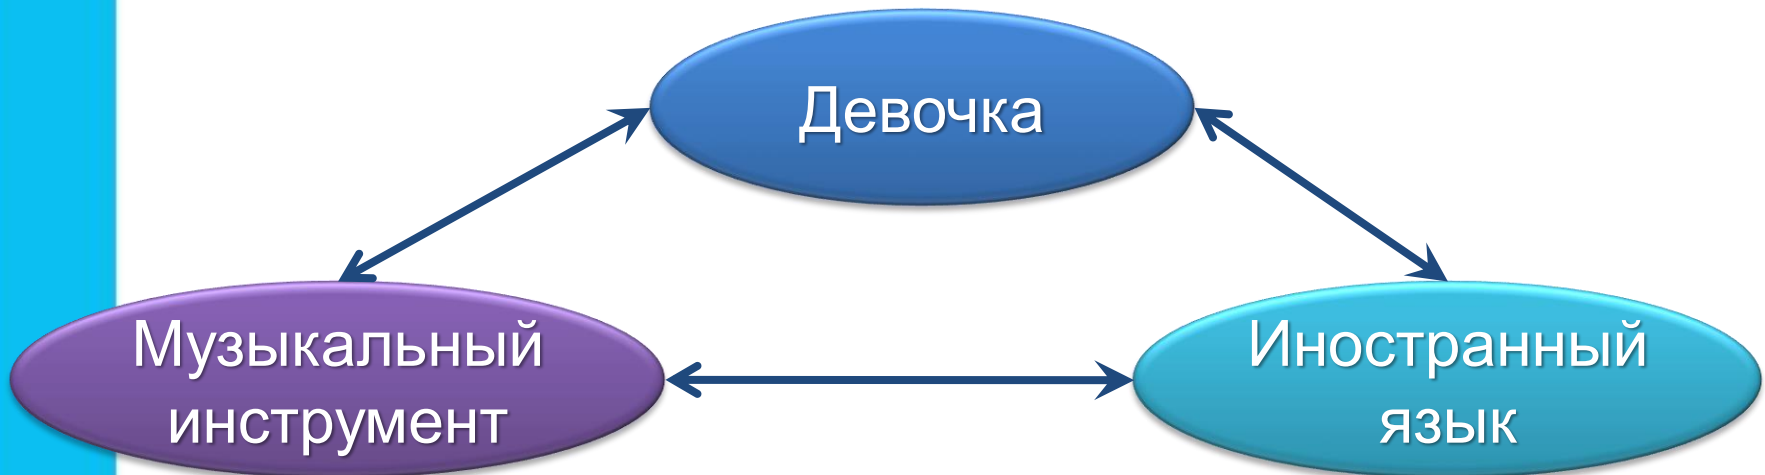 Девочка
Музыкальный
инструмент
Иностранный
язык